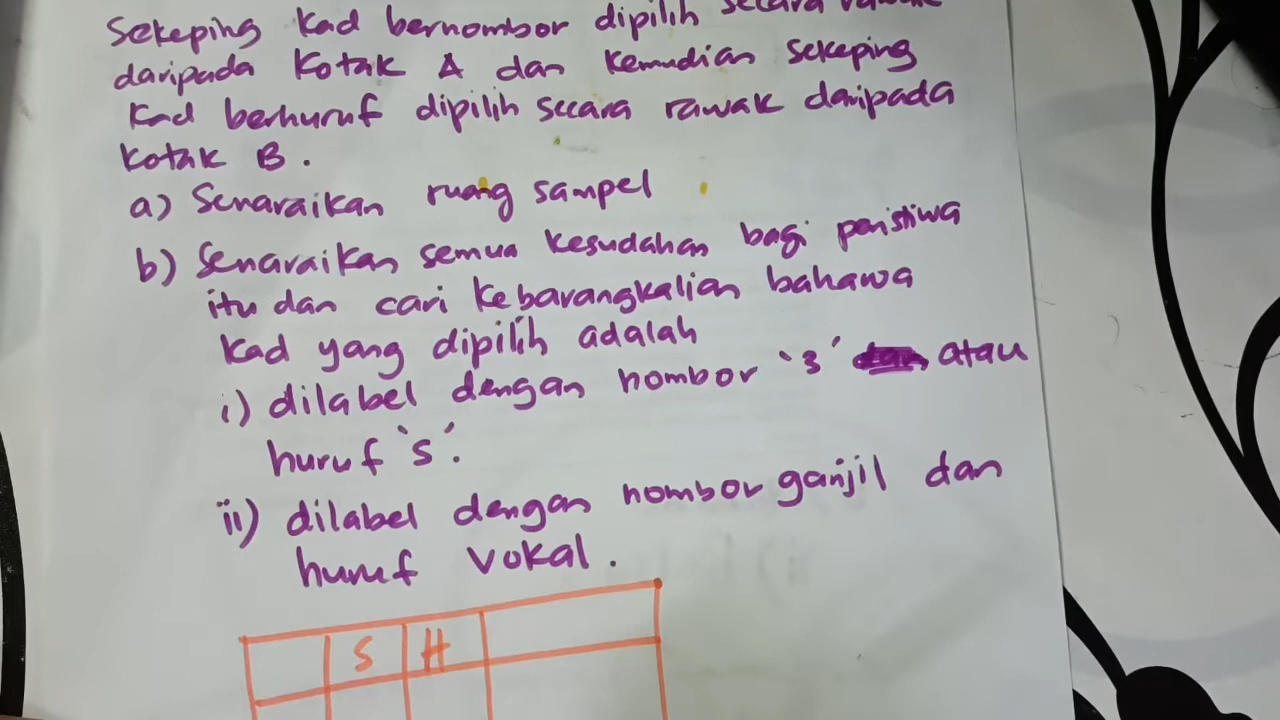 Sekeping kad bernombor dipilih secara rawak
daripada Kotak A dan kemudian sekeping
kad berhuruf dipilih secara rawak daripada
kotak B.
a) Senaraikan ruang sampel
b) Senaraikan semua kesudahan bagi peristiwa
itu dan cari kebarangkalian bahawa
kad yang dipilih adalah
i) dilabel dengan nombor '3' atau
huruf 'S'.
ii) dilabel dengan nombor ganjil dan
huruf vokal.
S H